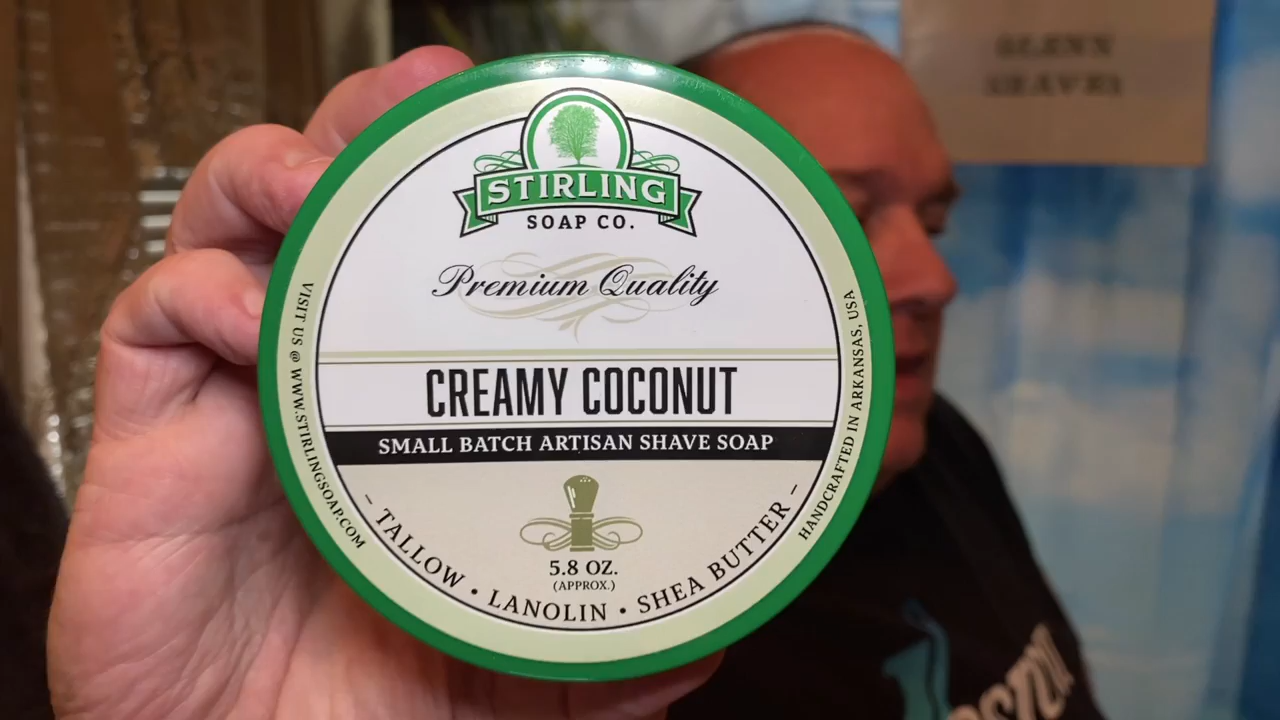 STIRLING
SOAP CO.
Premium Quality
CREAMY COCONUT
SMALL BATCH ARTISAN SHAVE SOAP
5.8 OZ.
(APPROX.)
– TALLOW • LANOLIN • SHEA BUTTER –
VISIT US @ WWW.STIRLINGSOAP.COM
HANDCRAFTED IN ARKANSAS, USA